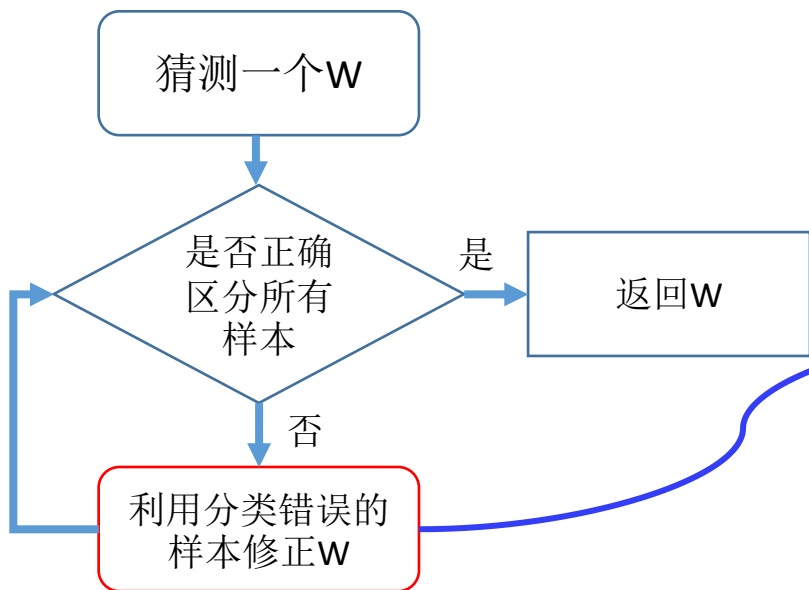 猜测一个W
是否正确
区分所有
样本
是
返回W
否
利用分类错误的
样本修正W